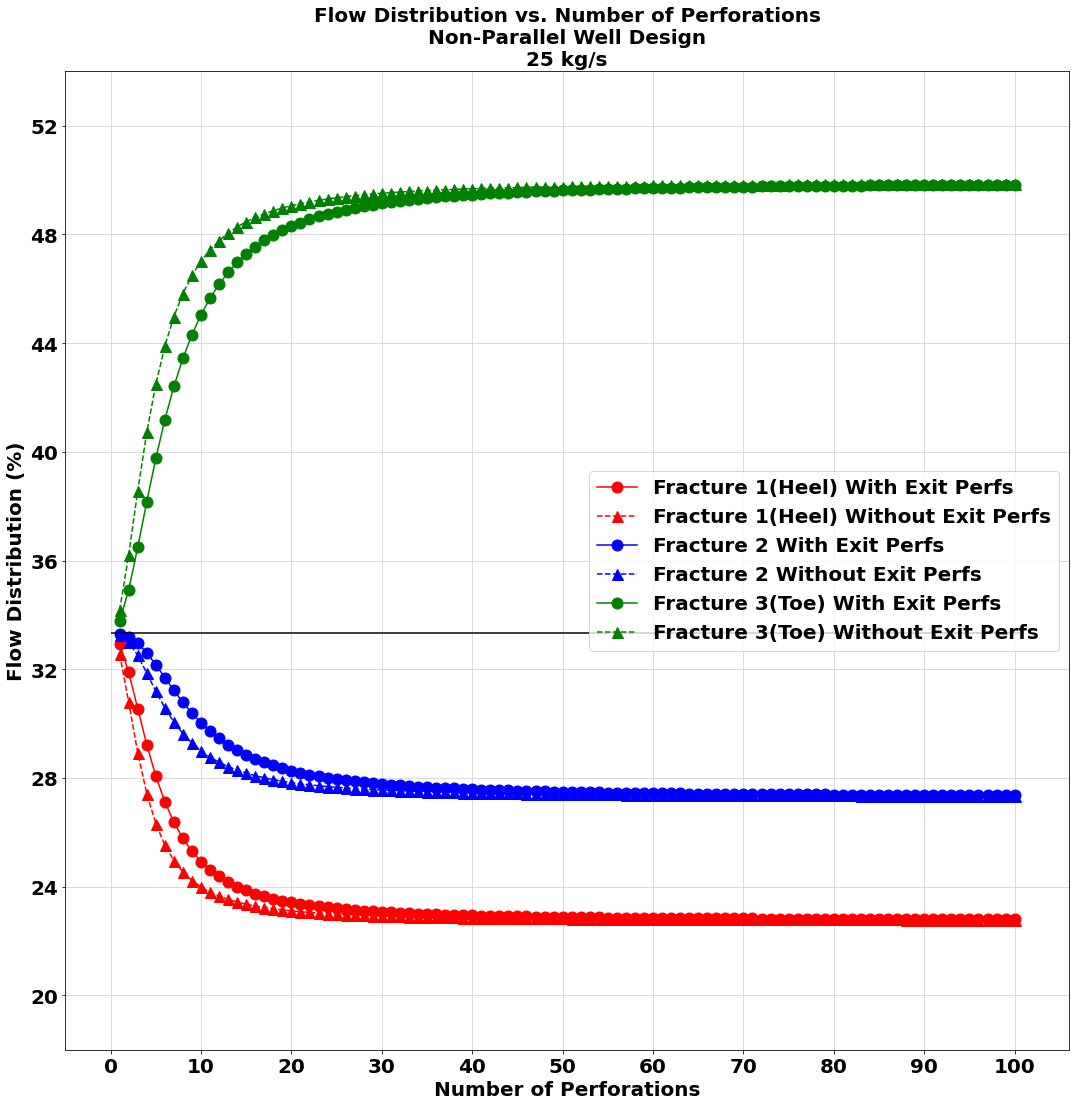 Flow Distribution vs. Number of Perforations
Non-Parallel Well Design
25 kg/s
Flow Distribution (%)
52
48
44
40
36
32
28
24
20
Fracture 1(Heel) With Exit Perfs
Fracture 1(Heel) Without Exit Perfs
Fracture 2 With Exit Perfs
Fracture 2 Without Exit Perfs
Fracture 3(Toe) With Exit Perfs
Fracture 3(Toe) Without Exit Perfs
0 10 20 30 40 50 60 70 80 90 100
Number of Perforations